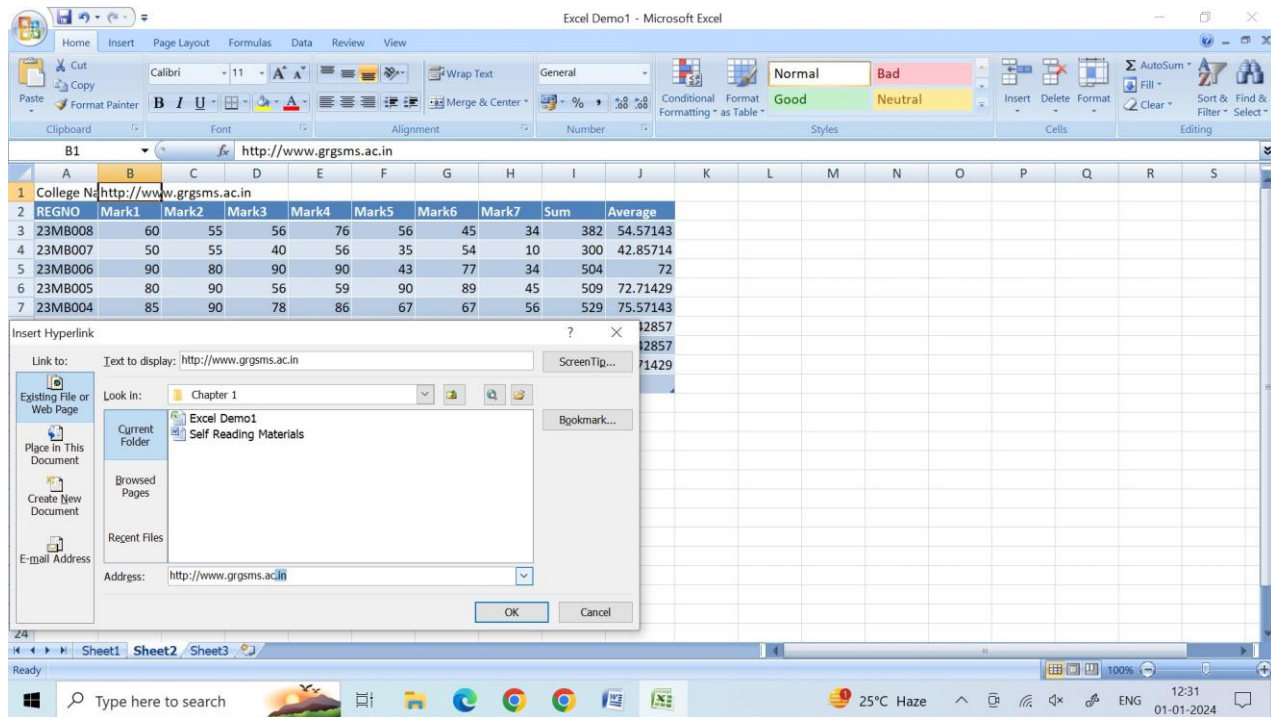 Excel Demo1 - Microsoft Excel
Home Insert Page Layout Formulas Data Review View
Cut
Copy
Format Painter
Paste
Calibri 11
B I U
Wrap Text
Merge & Center
General
Conditional Formatting
Format as Table
Normal Bad
Good Neutral
Insert Delete Format
AutoSum
Fill
Clear
Sort & Filter
Find & Select
Clipboard Font Alignment Number Styles Cells Editing
B1 fx http://www.grgsms.ac.in
A B C D E F G H I J K L M N O P Q R S
1 College Na http://www.grgsms.ac.in
2 REGNO Mark1 Mark2 Mark3 Mark4 Mark5 Mark6 Mark7 Sum Average
3 23MB008 60 55 56 76 56 45 34 382 54.57143
4 23MB007 50 55 40 56 35 54 10 300 42.85714
5 23MB006 90 80 90 90 43 77 34 504 72
6 23MB005 80 90 56 59 90 89 45 509 72.71429
7 23MB004 85 90 78 86 67 67 56 529 75.57143
42857
42857
71429
Insert Hyperlink ? X
Link to: Text to display: http://www.grgsms.ac.in ScreenTip...
Existing File or Web Page
Place in This Document
Create New Document
E-mail Address
Look in: Chapter 1
Bookmark...
Current Folder
Browsed Pages
Recent Files
Excel Demo1
Self Reading Materials
Address: http://www.grgsms.ac.in
OK Cancel
24
Sheet1 Sheet2 Sheet3
Ready 100%
Type here to search 25°C Haze ENG 12:31
01-01-2024